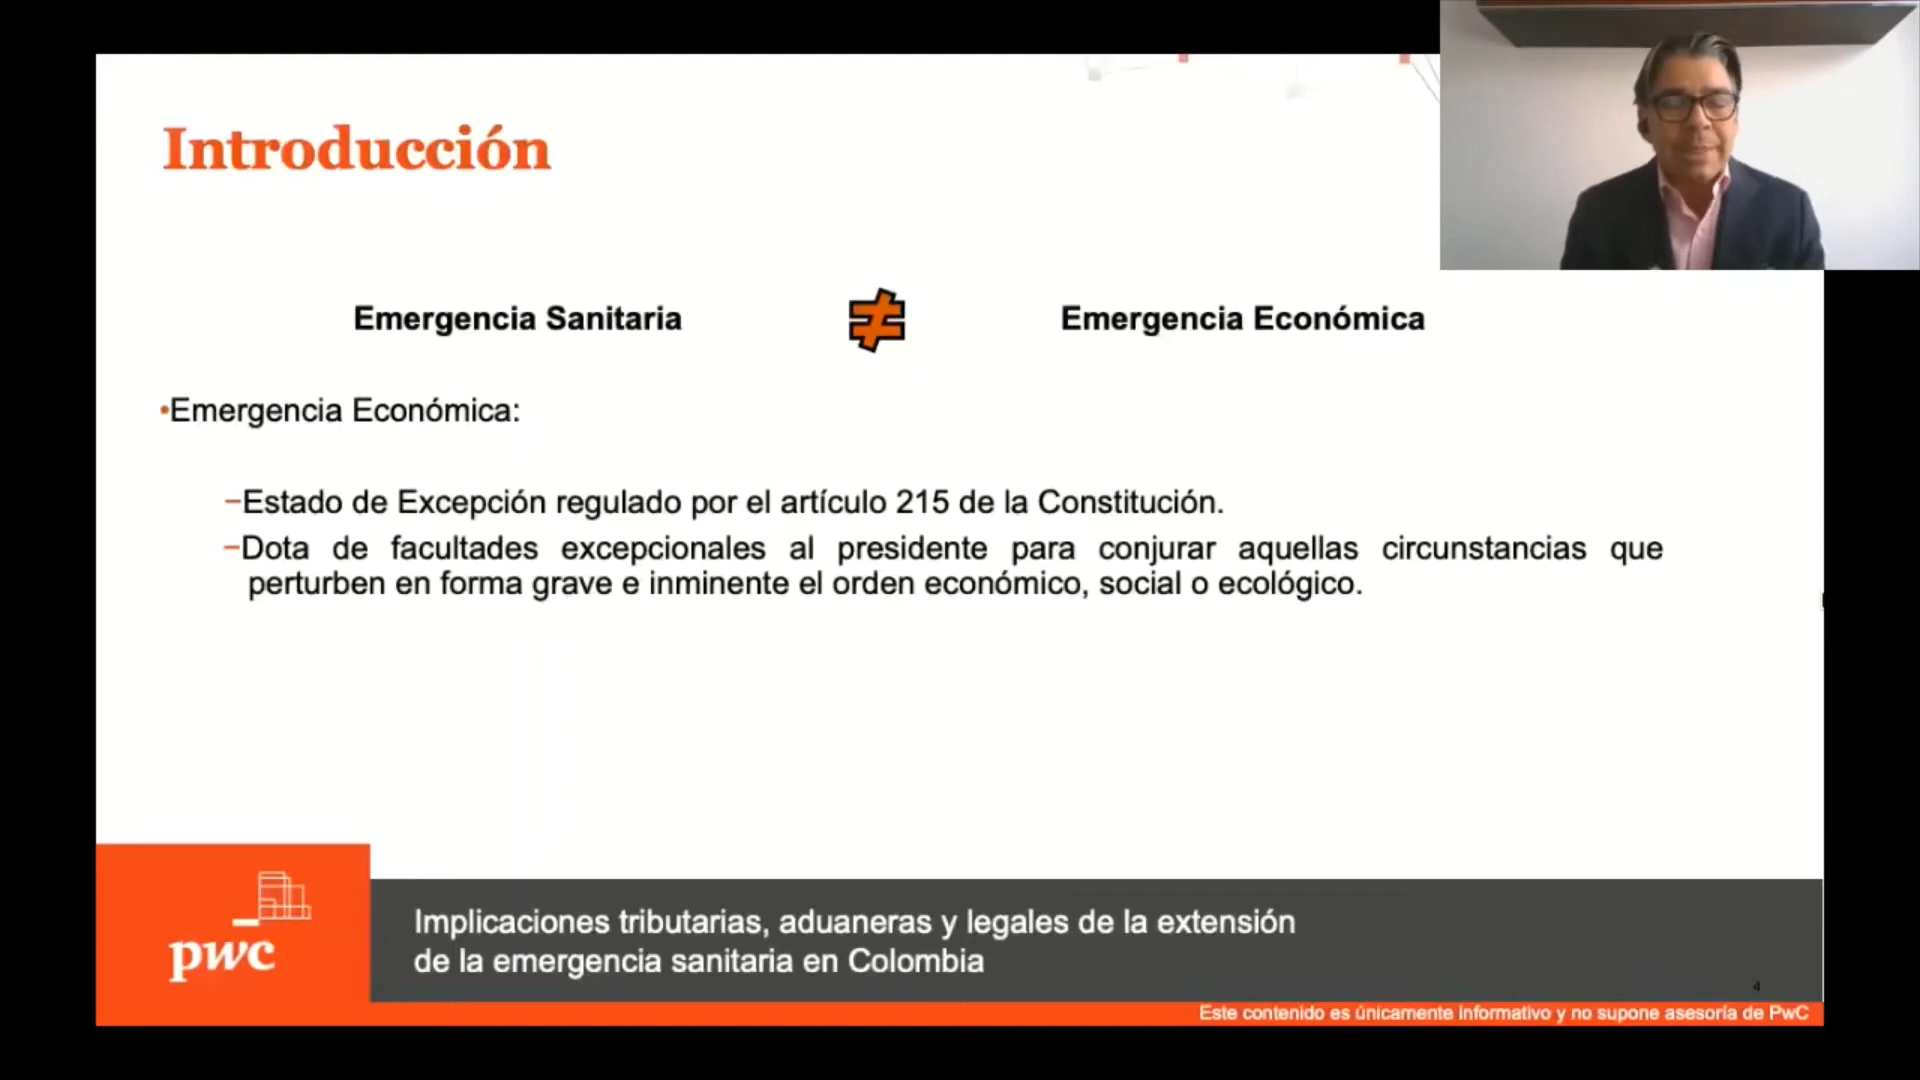 Introducción
Emergencia Sanitaria ≠ Emergencia Económica
•Emergencia Económica:
–Estado de Excepción regulado por el artículo 215 de la Constitución.
–Dota de facultades excepcionales al presidente para conjurar aquellas circunstancias que
perturben en forma grave e inminente el orden económico, social o ecológico.
pwc
Implicaciones tributarias, aduaneras y legales de la extensión
de la emergencia sanitaria en Colombia
4
Este contenido es únicamente informativo y no supone asesoría de PwC